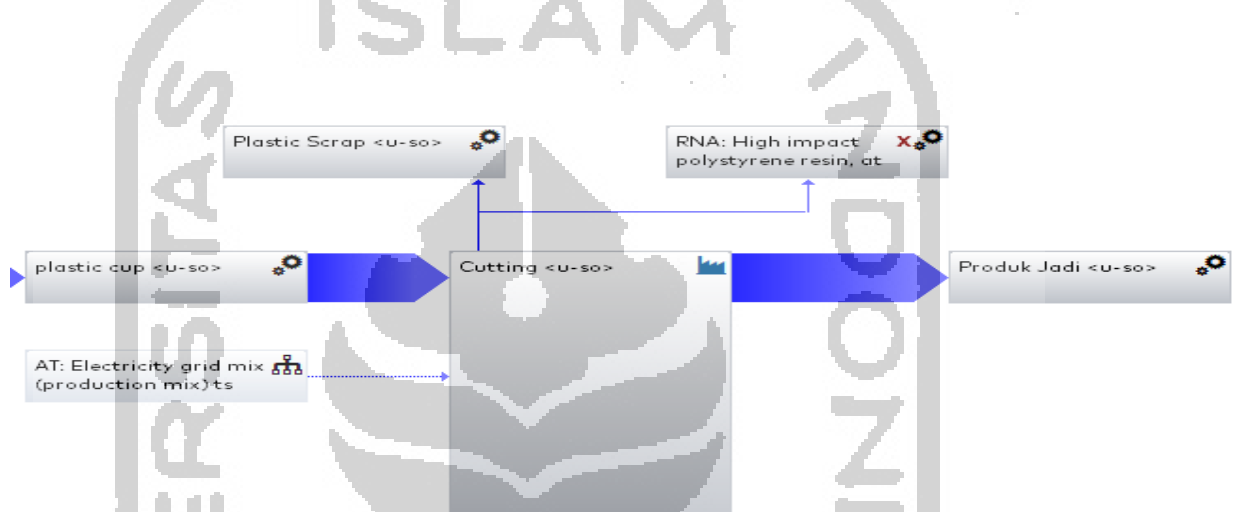 ISLAM
Plastic Scrap <u-so>
RNA: High impact
polystyrene resin, at
X
plastic cup <u-so>
Cutting <u-so>
Produk Jadi <u-so>
AT: Electricity grid mix
(production mix) ts
ERSITAS